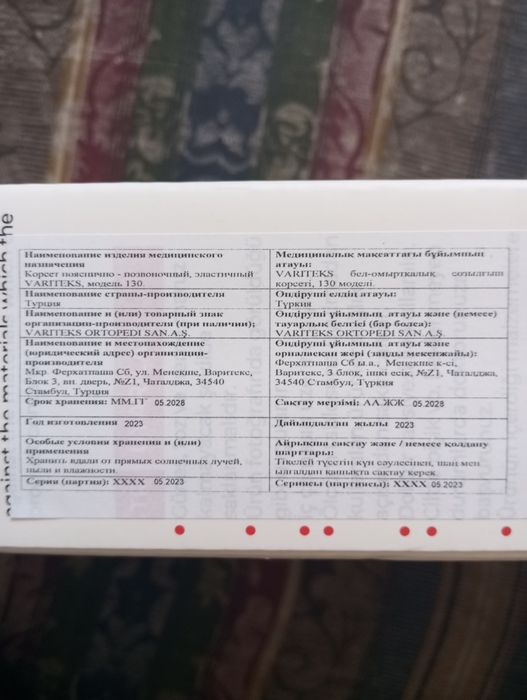 against the materials which the
Наименование изделия медицинского
назначения
Корсет пояснично - позвоночный, эластичный
VARITEKS, модель 130.
Наименование страны-производителя
Турция
Наименование и (или) товарный знак
организации-производителя (при наличии);
VARITEKS ORTOPEDI SAN A.Ş.
Наименование и местонахождение
(юридический адрес) организации-
производителя
Мкр. Ферхатпаша Сб, ул. Менекше, Варитекс,
Блок 3, вн. дверь, №Z1, Чаталджа, 34540
Стамбул, Турция
Срок хранения: ММ.ГГ 05.2028
Год изготовления 2023
Особые условия хранения и (или)
применения
Хранить вдали от прямых солнечных лучей,
пыли и влажности.
Серия (партия): XXXX 05.2023
Медициналық мақсаттағы бұйымның
атауы:
VARITEKS бел-омыртқалық созылғыш
корсеті, 130 моделі.
Өндіруші елдің атауы:
Туркия
Өндіруші ұйымның атауы және (немесе)
тауарлық белгісі (бар болса):
VARITEKS ORTOPEDI SAN A.Ş.
Өндіруші ұйымның атауы және
орналасқан жері (заңды мекенжайы):
Ферхатпаша Сб ы.а., Менекше к-сі,
Варитекс, 3 блок, ішкі есік, №Z1, Чаталджа,
34540 Стамбул, Туркия
Сақтау мерзімі: АА.ЖЖ 05.2028
Дайындалған жылы 2023
Айрықша сақтау және / немесе қолдану
шарттары:
Тікелей түсетін күн сәулесінен, шаң мен
ылғалдан қашықта сақтау керек.
Сериясы (партиясы): XXXX 05.2023